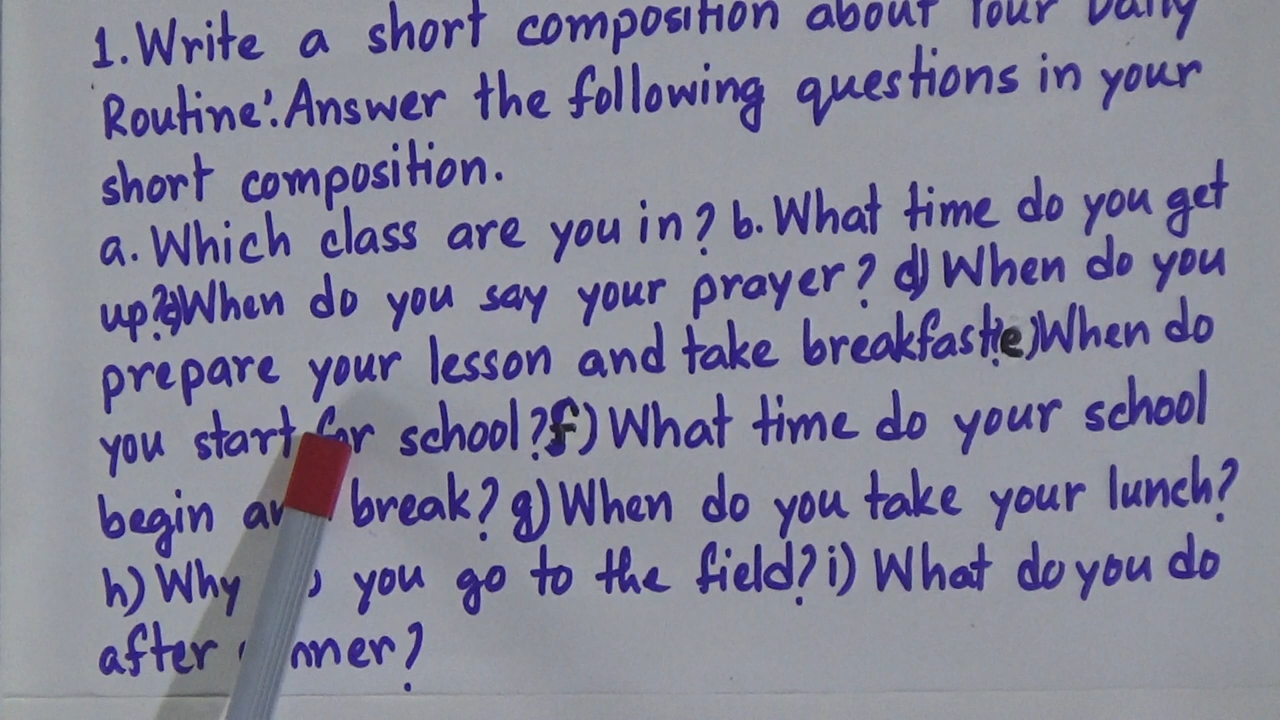 1. Write a short composition about Your Daily
Routine: Answer the following questions in your
short composition.
a. Which class are you in? b. What time do you get
up? c) When do you say your prayer? d) When do you
prepare your lesson and take breakfast? e) When do
you start for school? f) What time do your school
begin break? g) When do you take your lunch?
h) Why you go to the field? i) What do you do
after ?